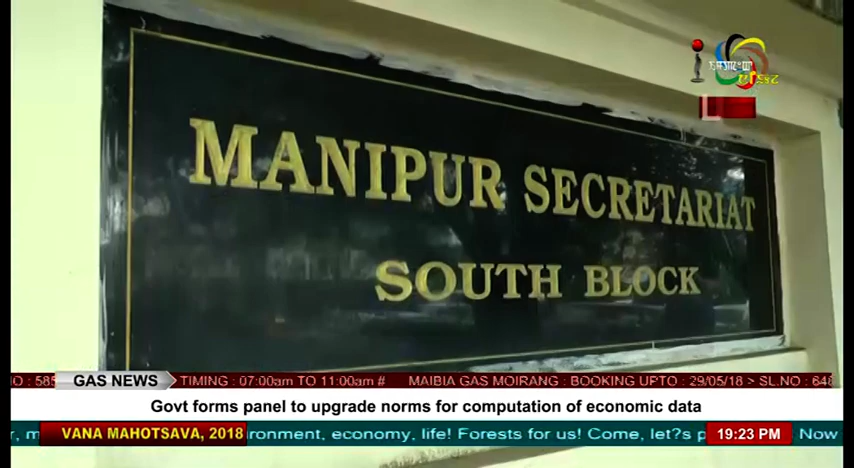 MANIPUR SECRETARIAT
SOUTH BLOCK
O : 585 GAS NEWS TIMING : 07:00am TO 11:00am # MAIBIA GAS MOIRANG : BOOKING UPTO : 29/05/18 > SL.NO : 648
Govt forms panel to upgrade norms for computation of economic data
r, m VANA MAHOTSAVA, 2018 ironment, economy, life! Forests for us! Come, let?s p 19:23 PM Now